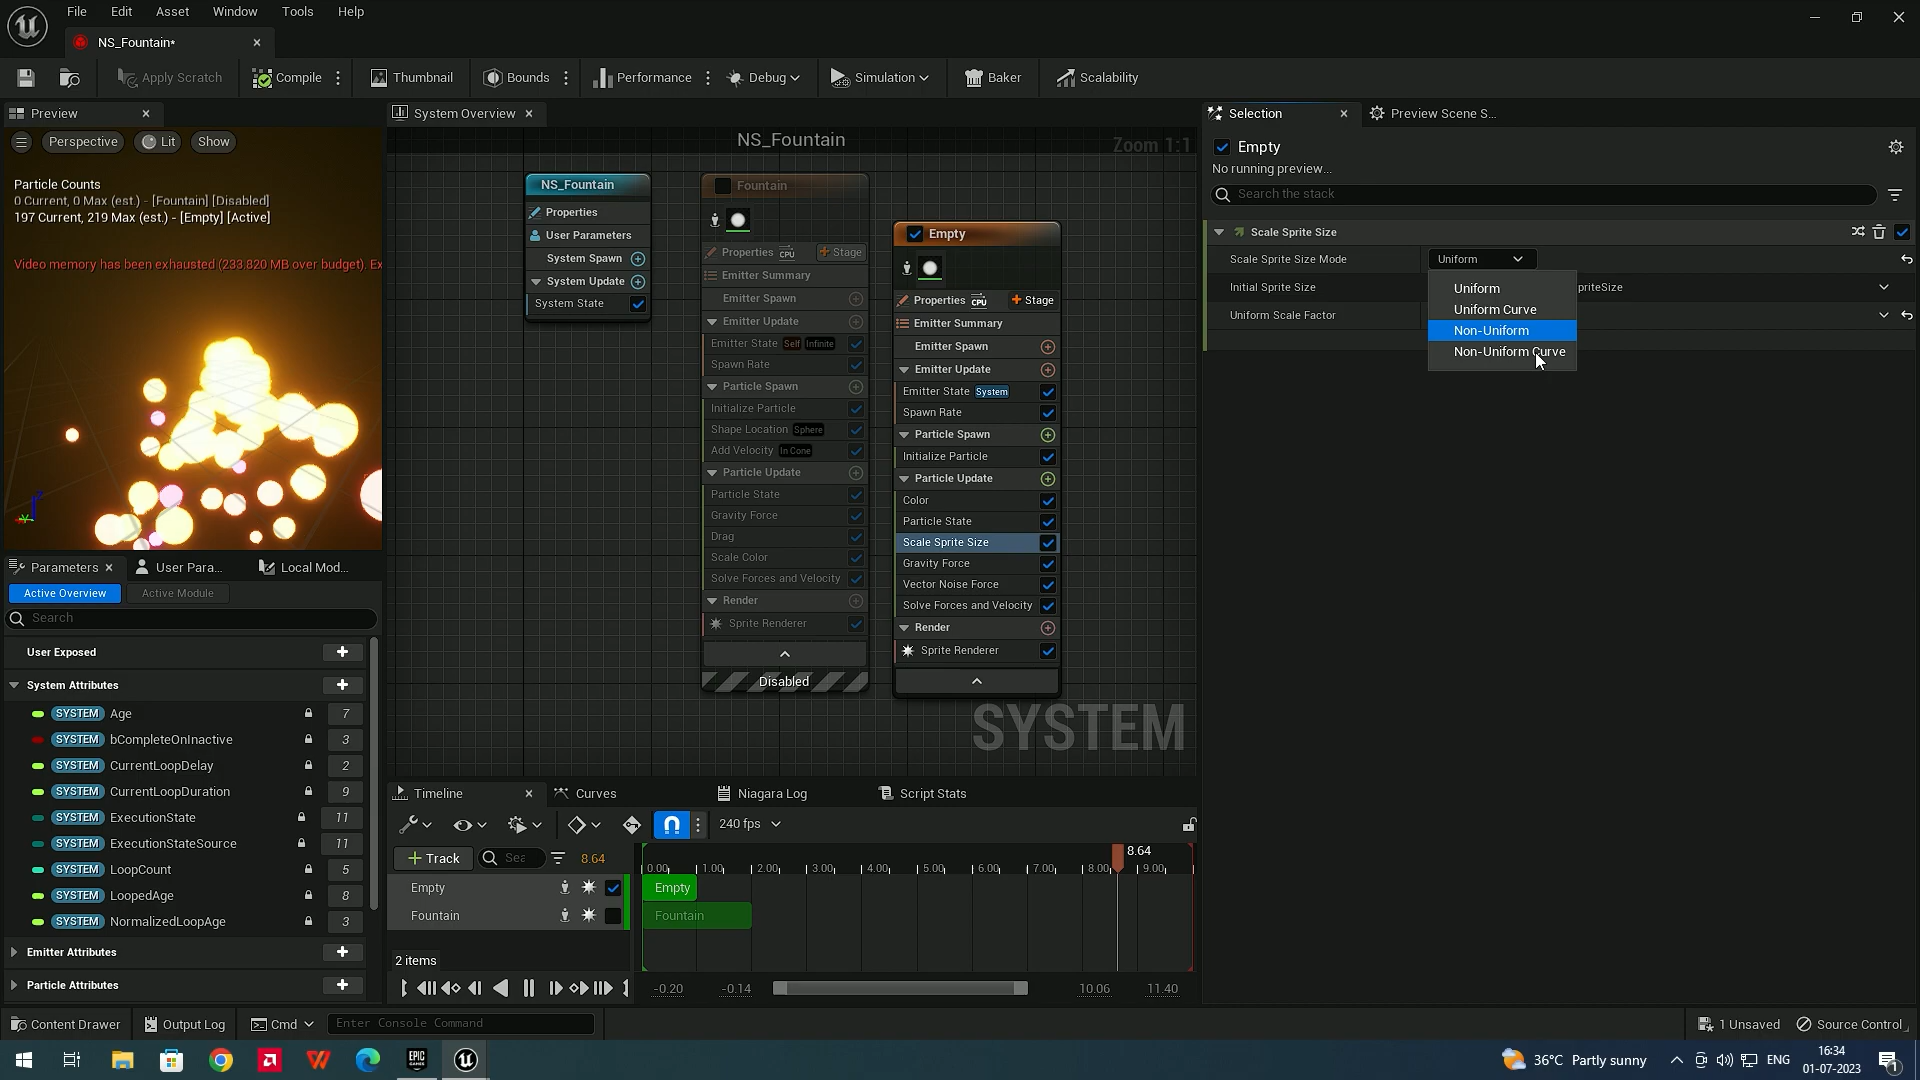 File Edit Asset Window Tools Help
NS_Fountain*
Apply Scratch Compile Thumbnail Bounds Performance Debug Simulation Baker Scalability
Preview
System Overview
Selection
Preview Scene S...
Perspective Lit Show
Particle Counts
0 Current, 0 Max (est.) - [Fountain] [Disabled]
197 Current, 219 Max (est.) - [Empty] [Active]
Video memory has been exhausted (233.820 MB over budget). Ex
NS_Fountain
Zoom 1:1
NS_Fountain
Properties
User Parameters
System Spawn
System Update
System State
Fountain
Properties CPU Stage
Emitter Summary
Emitter Spawn
Emitter Update
Emitter State Self Infinite
Spawn Rate
Particle Spawn
Initialize Particle
Shape Location Sphere
Add Velocity In Cone
Particle Update
Particle State
Gravity Force
Drag
Scale Color
Solve Forces and Velocity
Render
Sprite Renderer
Disabled
Empty
Properties CPU Stage
Emitter Summary
Emitter Spawn
Emitter Update
Emitter State System
Spawn Rate
Particle Spawn
Initialize Particle
Particle Update
Color
Particle State
Scale Sprite Size
Gravity Force
Vector Noise Force
Solve Forces and Velocity
Render
Sprite Renderer
SYSTEM
Empty
No running preview...
Search the stack
Scale Sprite Size
Scale Sprite Size Mode Uniform
Initial Sprite Size priteSize
Uniform Scale Factor
Uniform
Uniform Curve
Non-Uniform
Non-Uniform Curve
Parameters User Para... Local Mod...
Active Overview Active Module
Search
User Exposed
System Attributes
SYSTEM Age 7
SYSTEM bCompleteOnInactive 3
SYSTEM CurrentLoopDelay 2
SYSTEM CurrentLoopDuration 9
SYSTEM ExecutionState 11
SYSTEM ExecutionStateSource 11
SYSTEM LoopCount 5
SYSTEM LoopedAge 8
SYSTEM NormalizedLoopAge 3
Emitter Attributes
Particle Attributes
Timeline Curves Niagara Log Script Stats
240 fps
Track Sea 8.64
8.64
0.00 1.00 2.00 3.00 4.00 5.00 6.00 7.00 8.00 9.00
Empty Empty
Fountain Fountain
2 items
-0.20 -0.14 10.06 11.40
Content Drawer Output Log Cmd Enter Console Command 1 Unsaved Source Control
EPIC GAMES
36°C Partly sunny ENG 16:34
01-07-2023
1